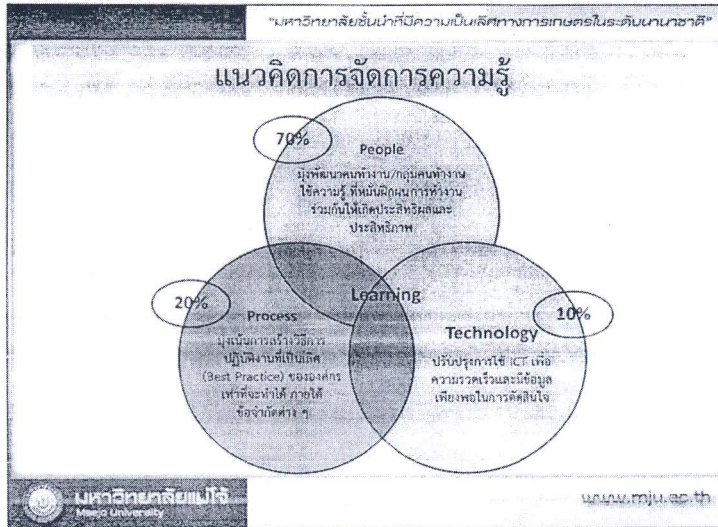 "มหาวิทยาลัยชั้นนำที่มีความเป็นเลิศทางการเกษตรในระดับนานาชาติ"
แนวคิดการจัดการความรู้
70%
People
มุ่งพัฒนาคนทำงาน/กลุ่มคนทำงาน
ใช้ความรู้ ที่หมั่นฝึกฝนการทำงาน
ร่วมกันให้เกิดประสิทธิผลและ
ประสิทธิภาพ
Learning
20%
Process
มุ่งเน้นการสร้างวิธีการ
ปฏิบัติงานที่เป็นเลิศ
(Best Practice) ขององค์กร
เท่าที่จะทำได้ ภายใต้
ข้อจำกัดต่าง ๆ
10%
Technology
ปรับปรุงการใช้ ICT เพื่อ
ความรวดเร็วและมีข้อมูล
เพียงพอในการตัดสินใจ
มหาวิทยาลัยแม่โจ้
Maejo University
www.mju.ac.th